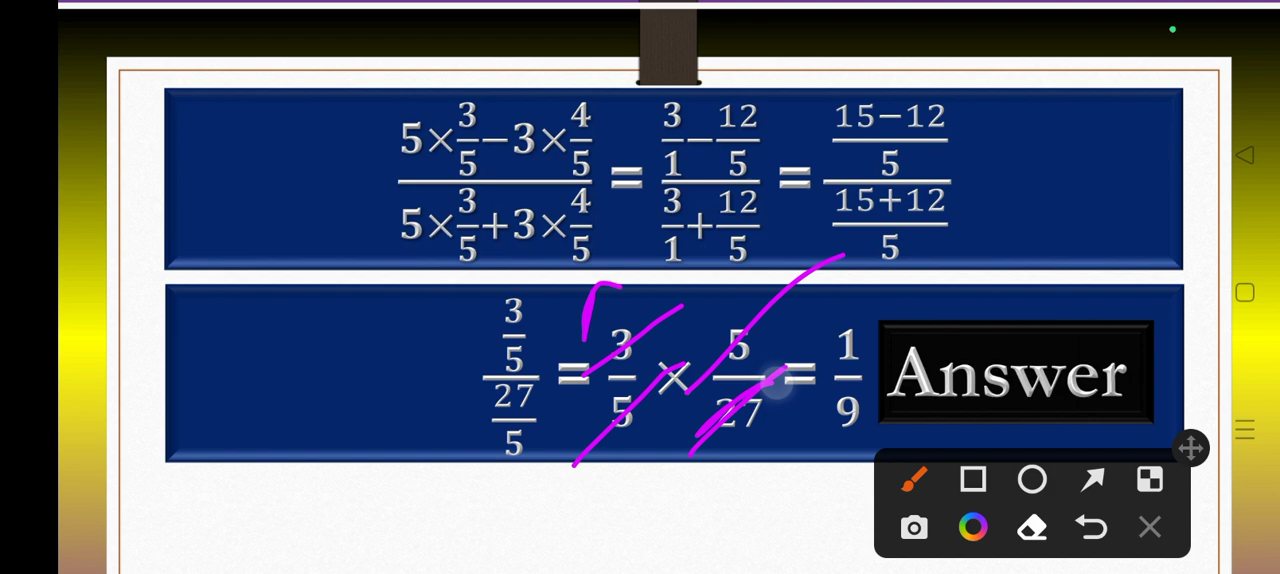 (5×3/5−3×4/5)/(5×3/5+3×4/5) = (3/1−12/5)/(3/1+12/5) = ((15−12)/5)/((15+12)/5)
(3/5)/(27/5) = 3/5 × 5/27 = 1/9 Answer